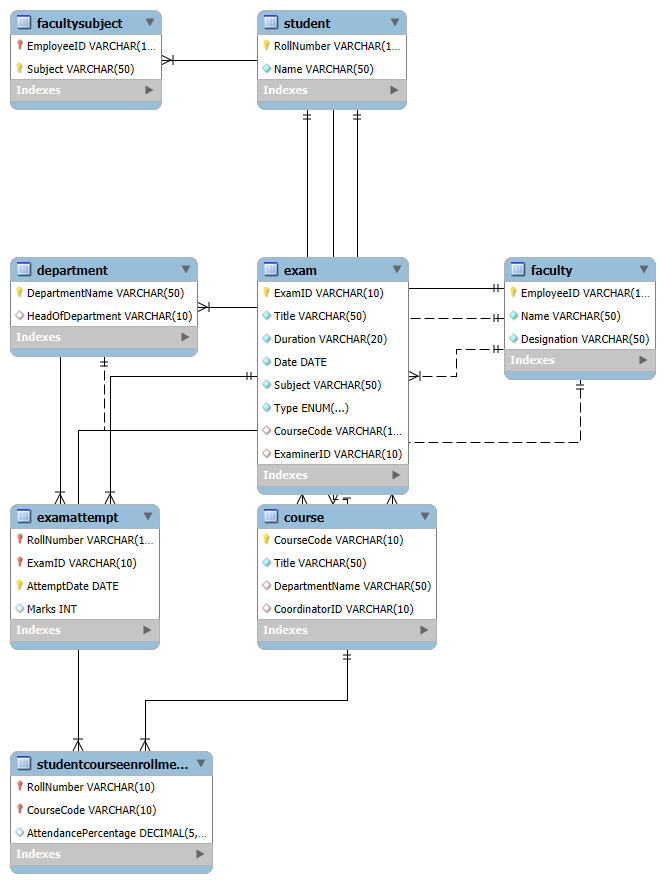 facultysubject
EmployeeID VARCHAR(1...
Subject VARCHAR(50)
Indexes
student
RollNumber VARCHAR(1...
Name VARCHAR(50)
Indexes
department
DepartmentName VARCHAR(50)
HeadOfDepartment VARCHAR(10)
Indexes
exam
ExamID VARCHAR(10)
Title VARCHAR(50)
Duration VARCHAR(20)
Date DATE
Subject VARCHAR(50)
Type ENUM(...)
CourseCode VARCHAR(1...
ExaminerID VARCHAR(10)
Indexes
faculty
EmployeeID VARCHAR(1...
Name VARCHAR(50)
Designation VARCHAR(50)
Indexes
examattempt
RollNumber VARCHAR(1...
ExamID VARCHAR(10)
AttemptDate DATE
Marks INT
Indexes
course
CourseCode VARCHAR(10)
Title VARCHAR(50)
DepartmentName VARCHAR(50)
CoordinatorID VARCHAR(10)
Indexes
studentcourseenrollme...
RollNumber VARCHAR(10)
CourseCode VARCHAR(10)
AttendancePercentage DECIMAL(5,...
Indexes